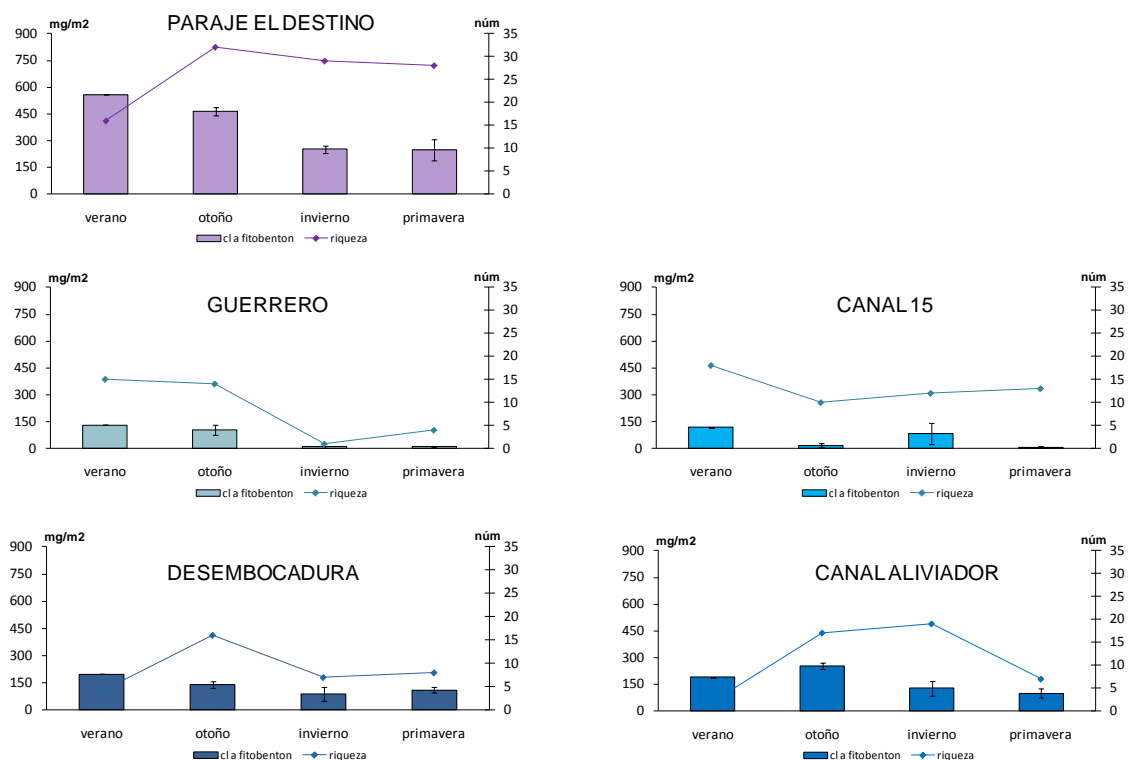 mg/m2 PARAJE EL DESTINO núm
900 35
750 30
600 25
450 20
300 15
150 10
0 5
0
verano otoño invierno primavera
cl a fitobenton riqueza
mg/m2 GUERRERO núm
900 35
750 30
600 25
450 20
300 15
150 10
0 5
0
verano otoño invierno primavera
cl a fitobenton riqueza
mg/m2 CANAL 15 núm
900 35
750 30
600 25
450 20
300 15
150 10
0 5
0
verano otoño invierno primavera
cl a fitobenton riqueza
mg/m2 DESEMBOCADURA núm
900 35
750 30
600 25
450 20
300 15
150 10
0 5
0
verano otoño invierno primavera
cl a fitobenton riqueza
mg/m2 CANAL ALIVIADOR núm
900 35
750 30
600 25
450 20
300 15
150 10
0 5
0
verano otoño invierno primavera
cl a fitobenton riqueza